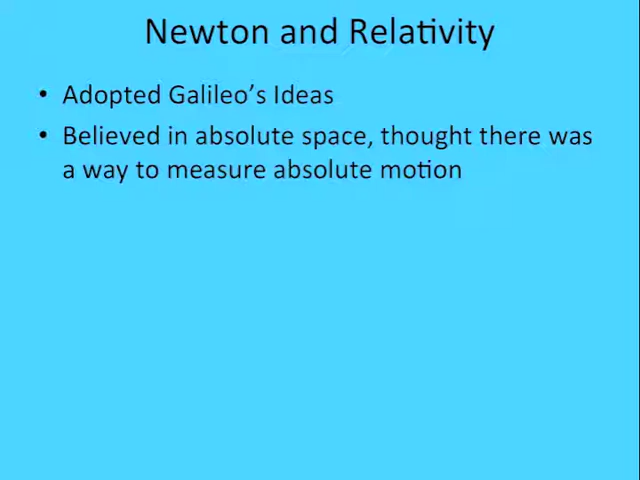 Newton and Relativity
• Adopted Galileo's Ideas
• Believed in absolute space, thought there was
a way to measure absolute motion